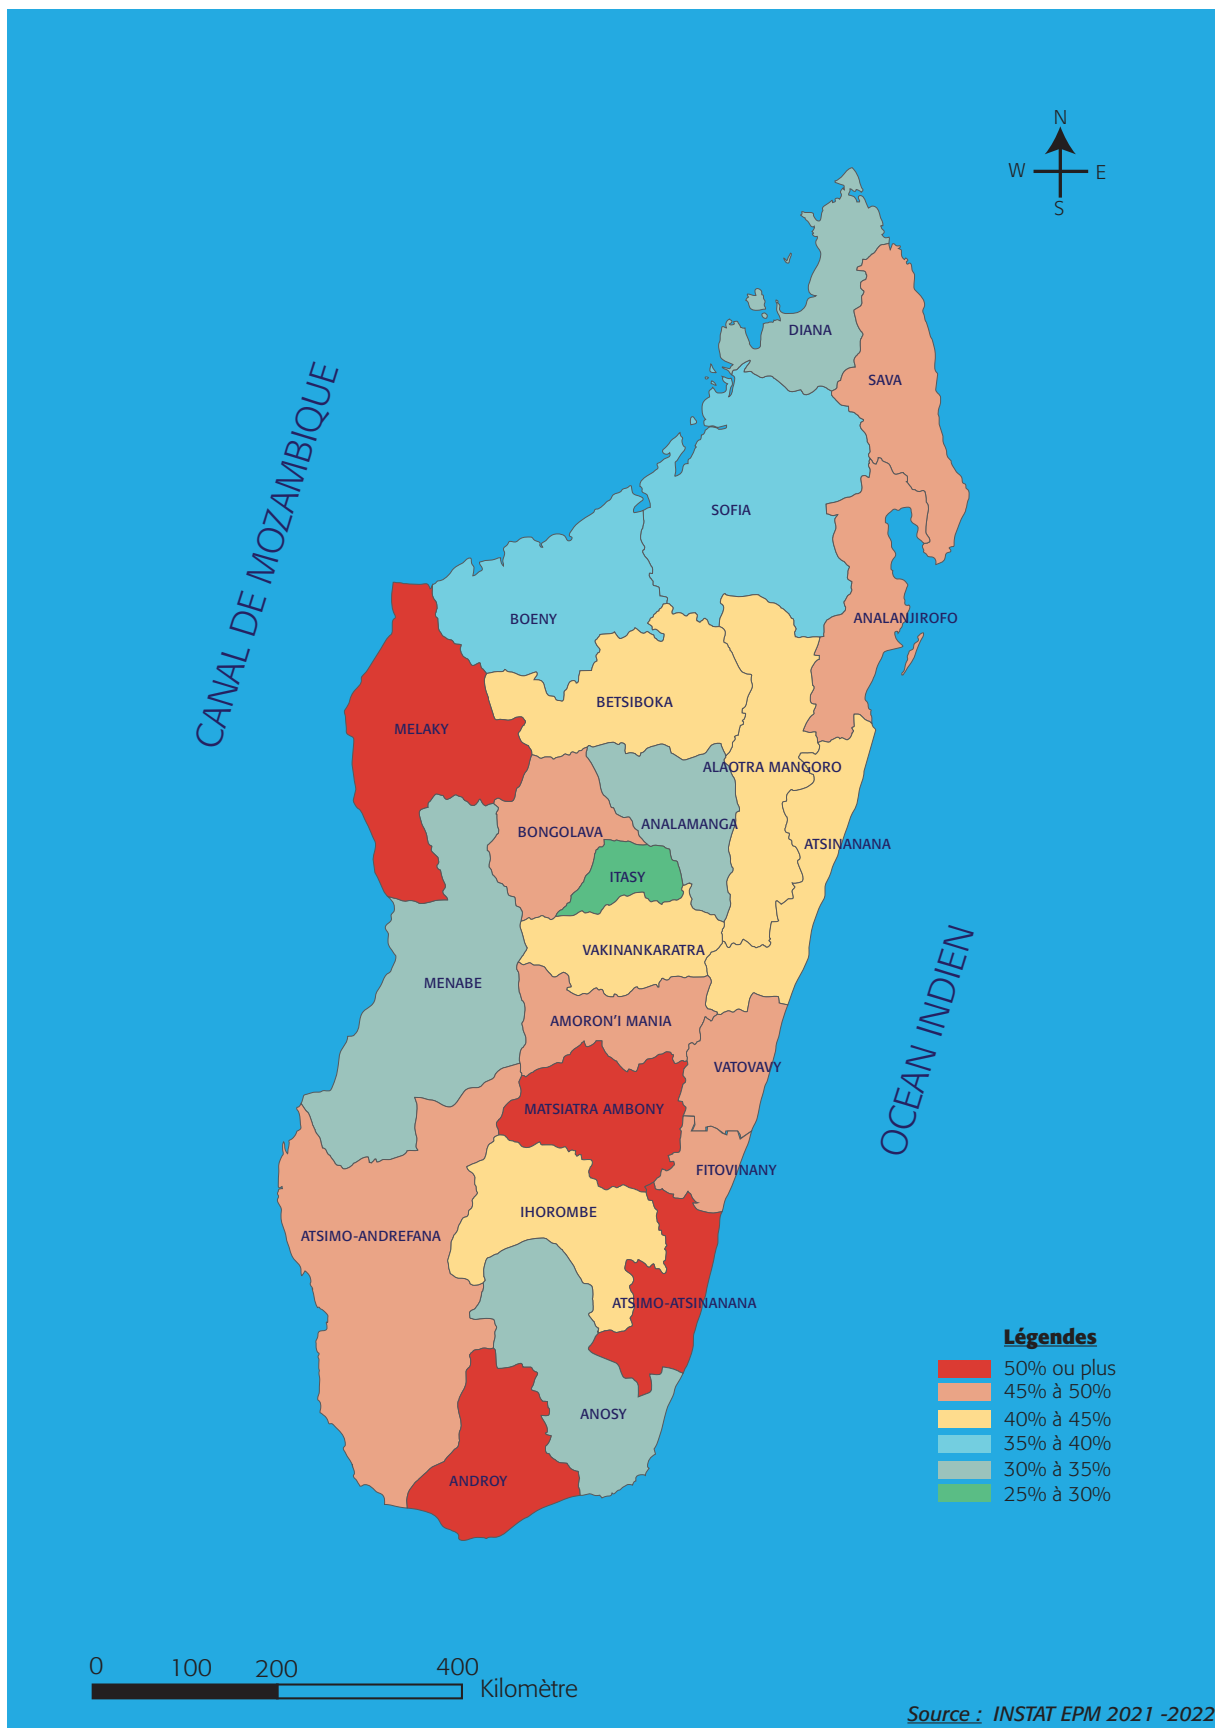 N
W E
S
DIANA
SAVA
CANAL DE MOZAMBIQUE
SOFIA
BOENY
ANALANJIROFO
BETSIBOKA
MELAKY
ALAOTRA MANGORO
BONGOLAVA
ANALAMANGA
ATSINANANA
ITASY
VAKINANKARATRA
MENABE
OCEAN INDIEN
AMORON'I MANIA
VATOVAVY
MATSIATRA AMBONY
FITOVINANY
IHOROMBE
ATSIMO-ANDREFANA
ATSIMO-ATSINANANA
ANOSY
ANDROY
Légendes
50% ou plus
45% à 50%
40% à 45%
35% à 40%
30% à 35%
25% à 30%
0 100 200 400
Kilomètre
Source : INSTAT EPM 2021 -2022